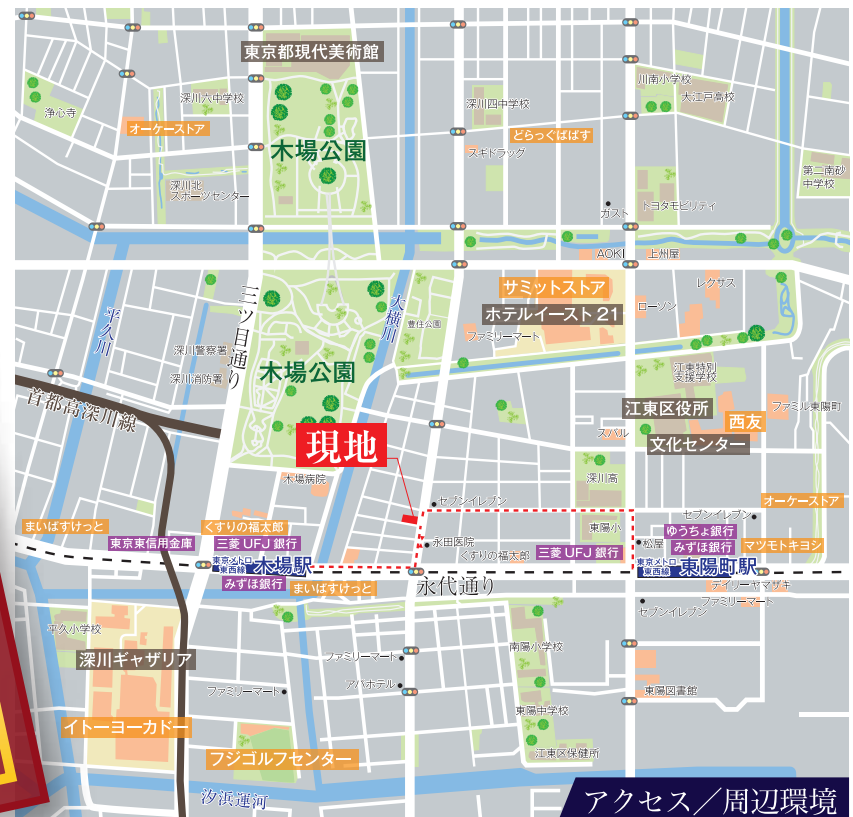 東京都現代美術館
川南小学校
大江戸高校
深川六中学校
深川四中学校
浄心寺
オーケーストア
どらっぐぱぱす
木場公園
スギドラッグ
第二南砂
中学校
深川北
スポーツセンター
ガスト
トヨタモビリティ
AOKI
上州屋
サミットストア
レクサス
三ツ目通り
大横川
ホテルイースト21
ローソン
平久川
豊住公園
ファミリーマート
深川警察署
深川消防署
木場公園
江東特別
支援学校
首都高深川線
江東区役所
ファミル東陽町
西友
スバル
文化センター
現地
木場病院
深川高
セブンイレブン
オーケーストア
まいばすけっと
くすりの福太郎
東陽小
セブンイレブン
ゆうちょ銀行
東京東信用金庫
三菱UFJ銀行
永田医院
松屋
みずほ銀行
マツモトキヨシ
くすりの福太郎
三菱UFJ銀行
東京メトロ
東西線
木場駅
東京メトロ
東西線
東陽町駅
みずほ銀行
まいばすけっと
永代通り
デイリーヤマザキ
ファミリーマート
セブンイレブン
平久小学校
南陽小学校
深川ギャザリア
ファミリーマート
アパホテル
ファミリーマート
東陽図書館
東陽中学校
イトーヨーカドー
フジゴルフセンター
江東区保健所
汐浜運河
アクセス／周辺環境